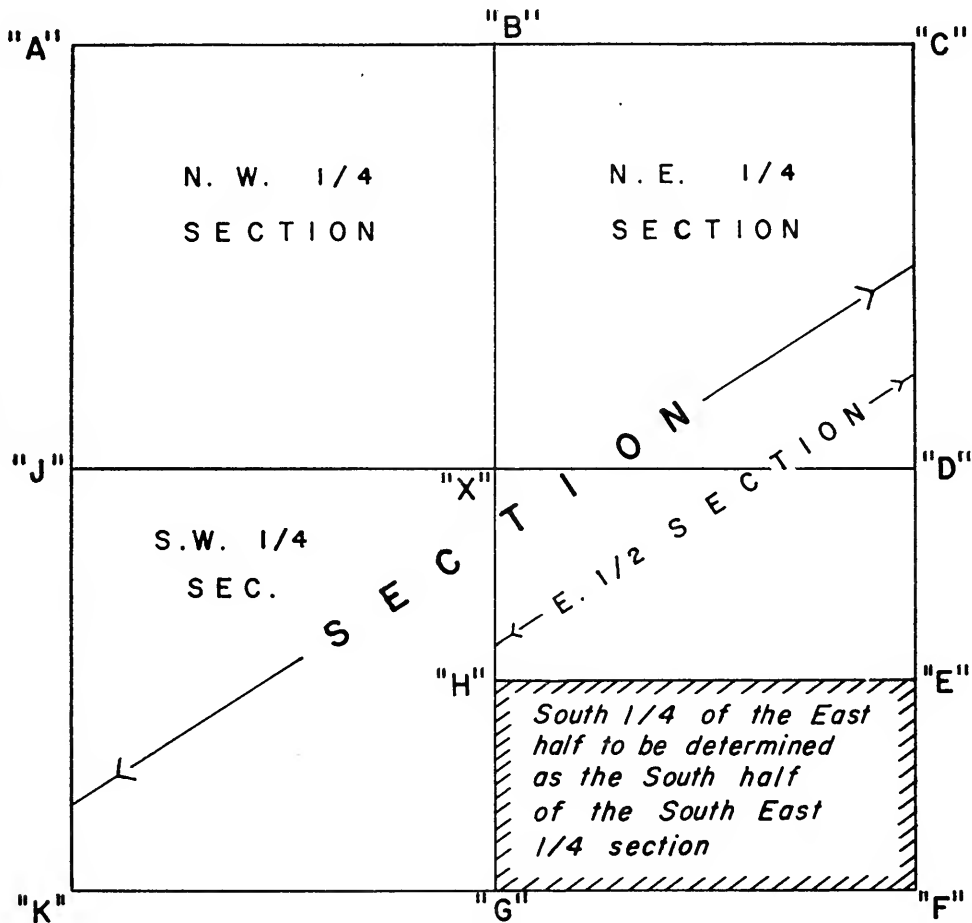 "A"
"B"
"C"
N. W. 1/4
SECTION
N. E. 1/4
SECTION
SECTION
E. 1/2 SECTION
"J"
"X"
"D"
S.W. 1/4
SEC.
"H"
"E"
South 1/4 of the East
half to be determined
as the South half
of the South East
1/4 section
"K"
"G"
"F"